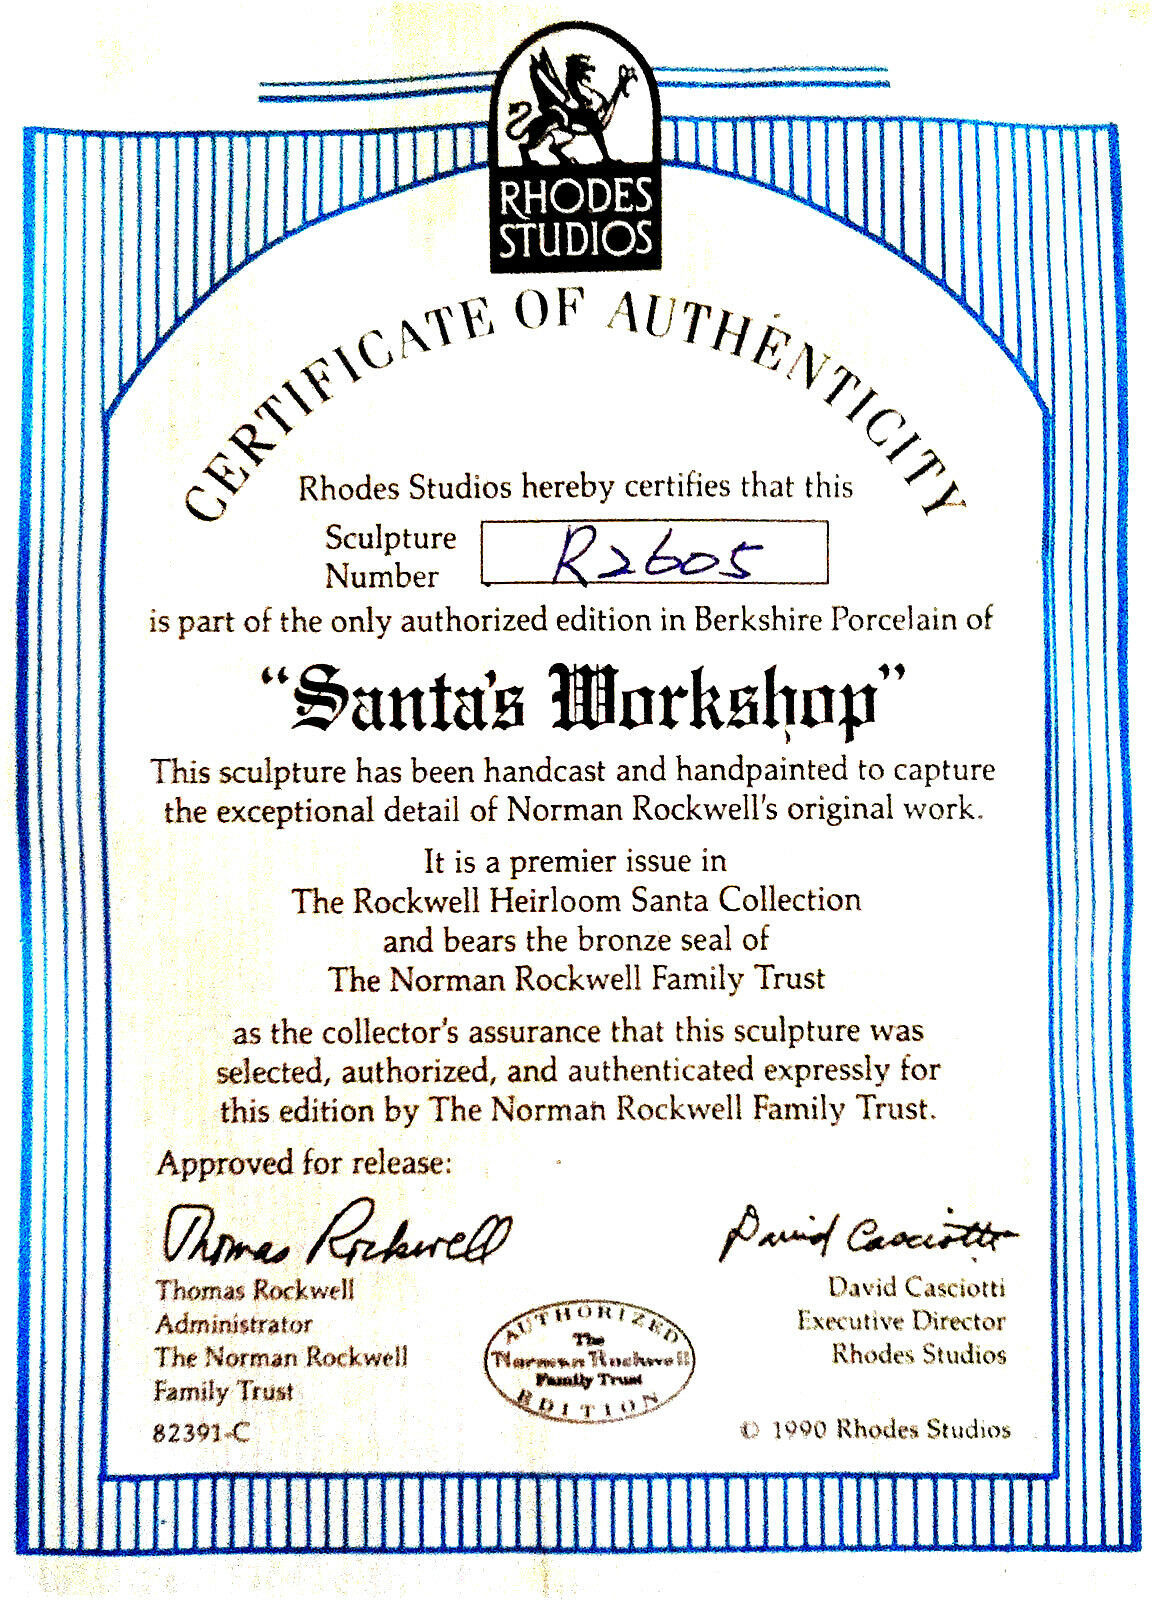 RHODES
STUDIOS
CERTIFICATE OF AUTHENTICITY
Rhodes Studios hereby certifies that this
Sculpture
Number
R2605
is part of the only authorized edition in Berkshire Porcelain of
"Santa's Workshop"
This sculpture has been handcast and handpainted to capture
the exceptional detail of Norman Rockwell's original work.
It is a premier issue in
The Rockwell Heirloom Santa Collection
and bears the bronze seal of
The Norman Rockwell Family Trust
as the collector's assurance that this sculpture was
selected, authorized, and authenticated expressly for
this edition by The Norman Rockwell Family Trust.
Approved for release:
Thomas Rockwell
Thomas Rockwell
Administrator
The Norman Rockwell
Family Trust
82391-C
AUTHORIZED
The
Norman Rockwell
Family Trust
EDITION
David Casciotti
David Casciotti
Executive Director
Rhodes Studios
© 1990 Rhodes Studios